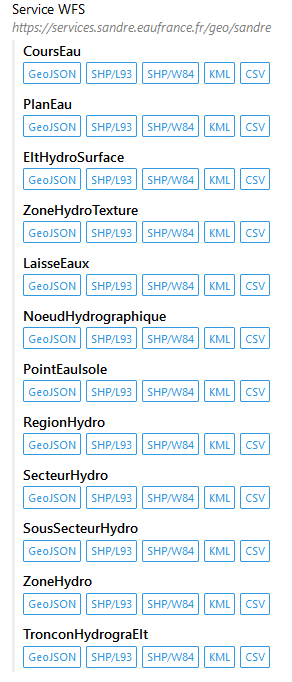 Service WFS
https://services.sandre.eaufrance.fr/geo/sandre
CoursEau
GeoJSON SHP/L93 SHP/W84 KML CSV
PlanEau
GeoJSON SHP/L93 SHP/W84 KML CSV
EltHydroSurface
GeoJSON SHP/L93 SHP/W84 KML CSV
ZoneHydroTexture
GeoJSON SHP/L93 SHP/W84 KML CSV
LaisseEaux
GeoJSON SHP/L93 SHP/W84 KML CSV
NoeudHydrographique
GeoJSON SHP/L93 SHP/W84 KML CSV
PointEauIsole
GeoJSON SHP/L93 SHP/W84 KML CSV
RegionHydro
GeoJSON SHP/L93 SHP/W84 KML CSV
SecteurHydro
GeoJSON SHP/L93 SHP/W84 KML CSV
SousSecteurHydro
GeoJSON SHP/L93 SHP/W84 KML CSV
ZoneHydro
GeoJSON SHP/L93 SHP/W84 KML CSV
TronconHydrograElt
GeoJSON SHP/L93 SHP/W84 KML CSV